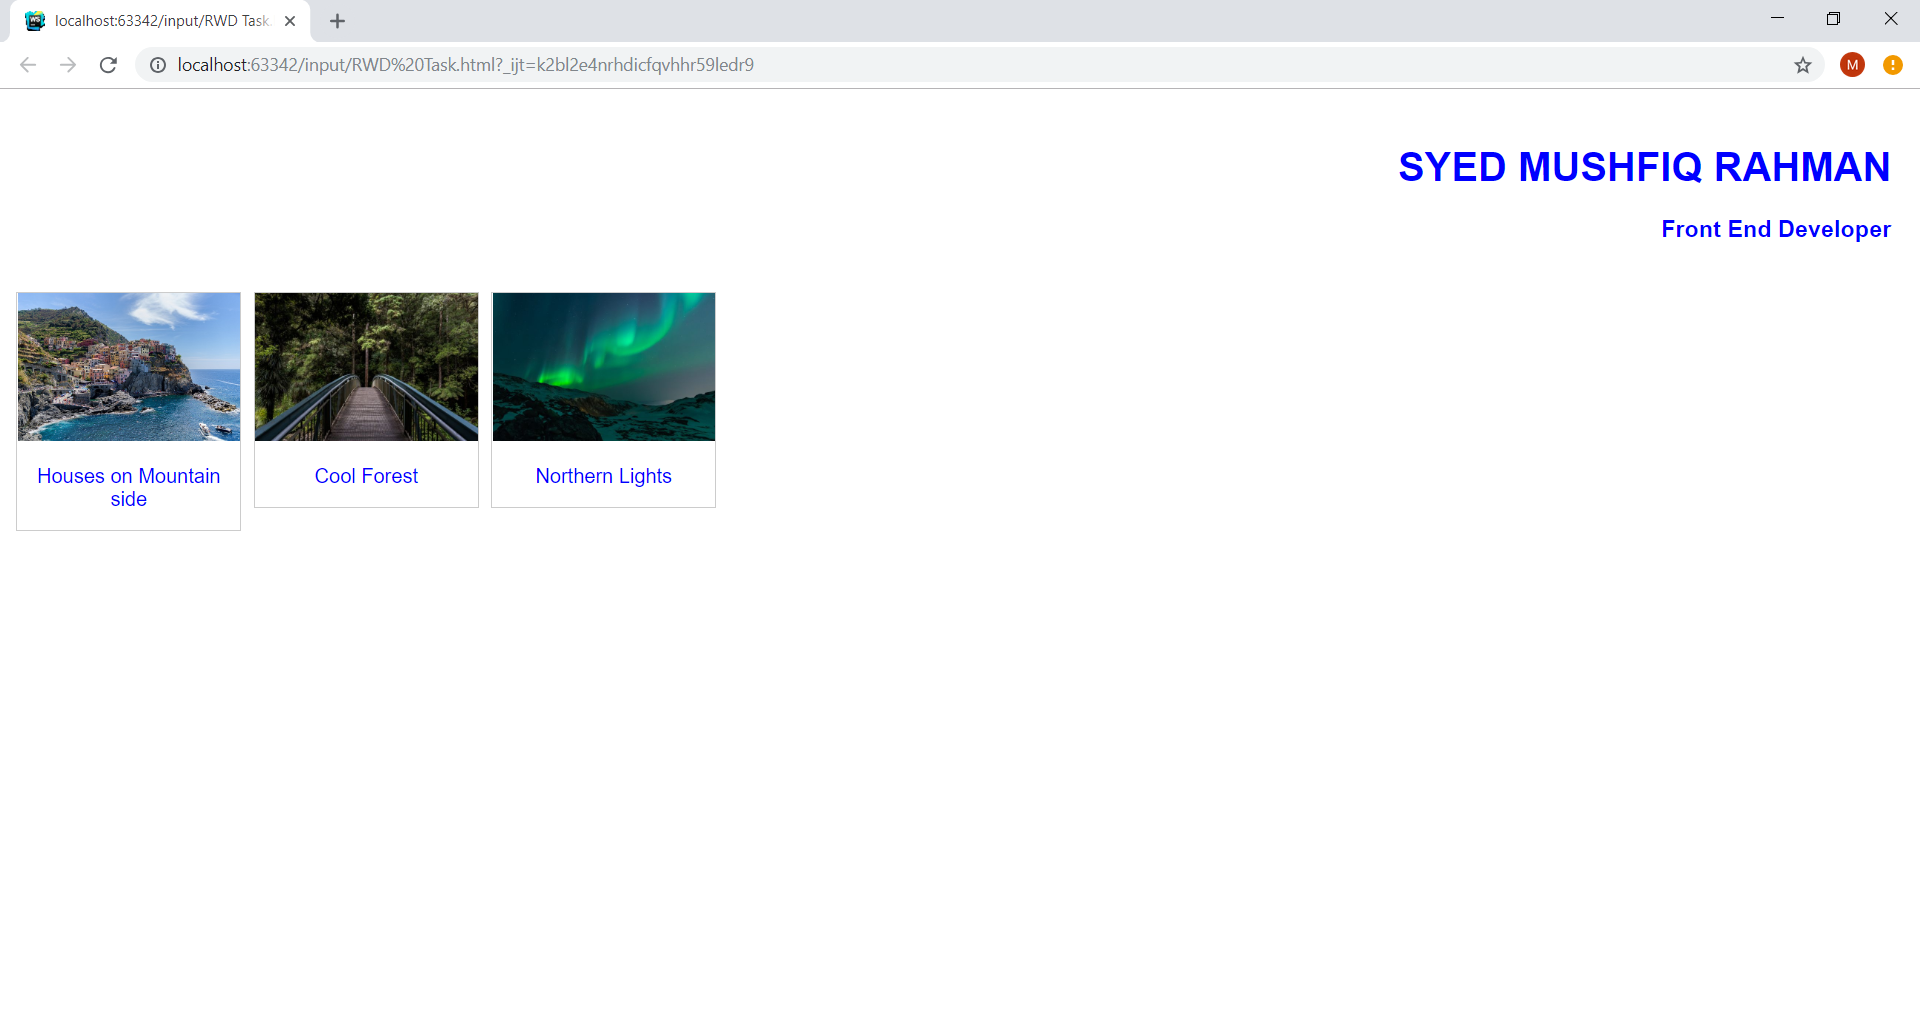 localhost:63342/input/RWD Task.
localhost:63342/input/RWD%20Task.html?_ijt=k2bl2e4nrhdicfqvhhr59ledr9
M
SYED MUSHFIQ RAHMAN
Front End Developer
Houses on Mountain
side
Cool Forest
Northern Lights